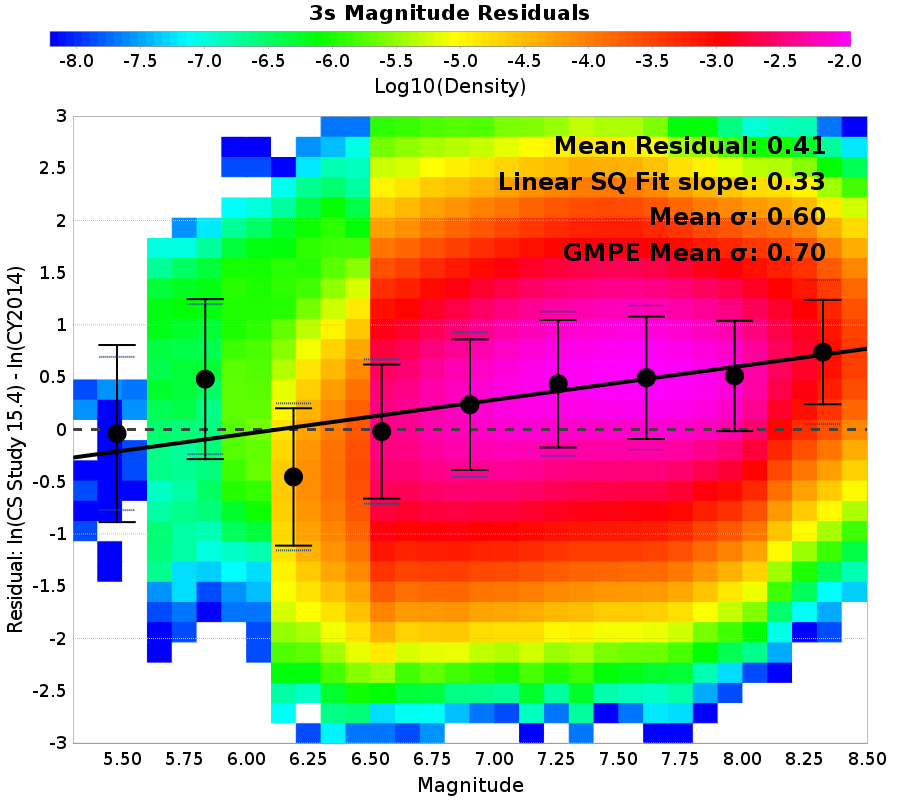 3s Magnitude Residuals
-8.0 -7.5 -7.0 -6.5 -6.0 -5.5 -5.0 -4.5 -4.0 -3.5 -3.0 -2.5 -2.0
Log10(Density)
Mean Residual: 0.41
Linear SQ Fit slope: 0.33
Mean σ: 0.60
GMPE Mean σ: 0.70
Residual: ln(CS Study 15.4) - ln(CY2014)
3
2.5
2
1.5
1
0.5
0
-0.5
-1
-1.5
-2
-2.5
-3
5.50 5.75 6.00 6.25 6.50 6.75 7.00 7.25 7.50 7.75 8.00 8.25 8.50
Magnitude